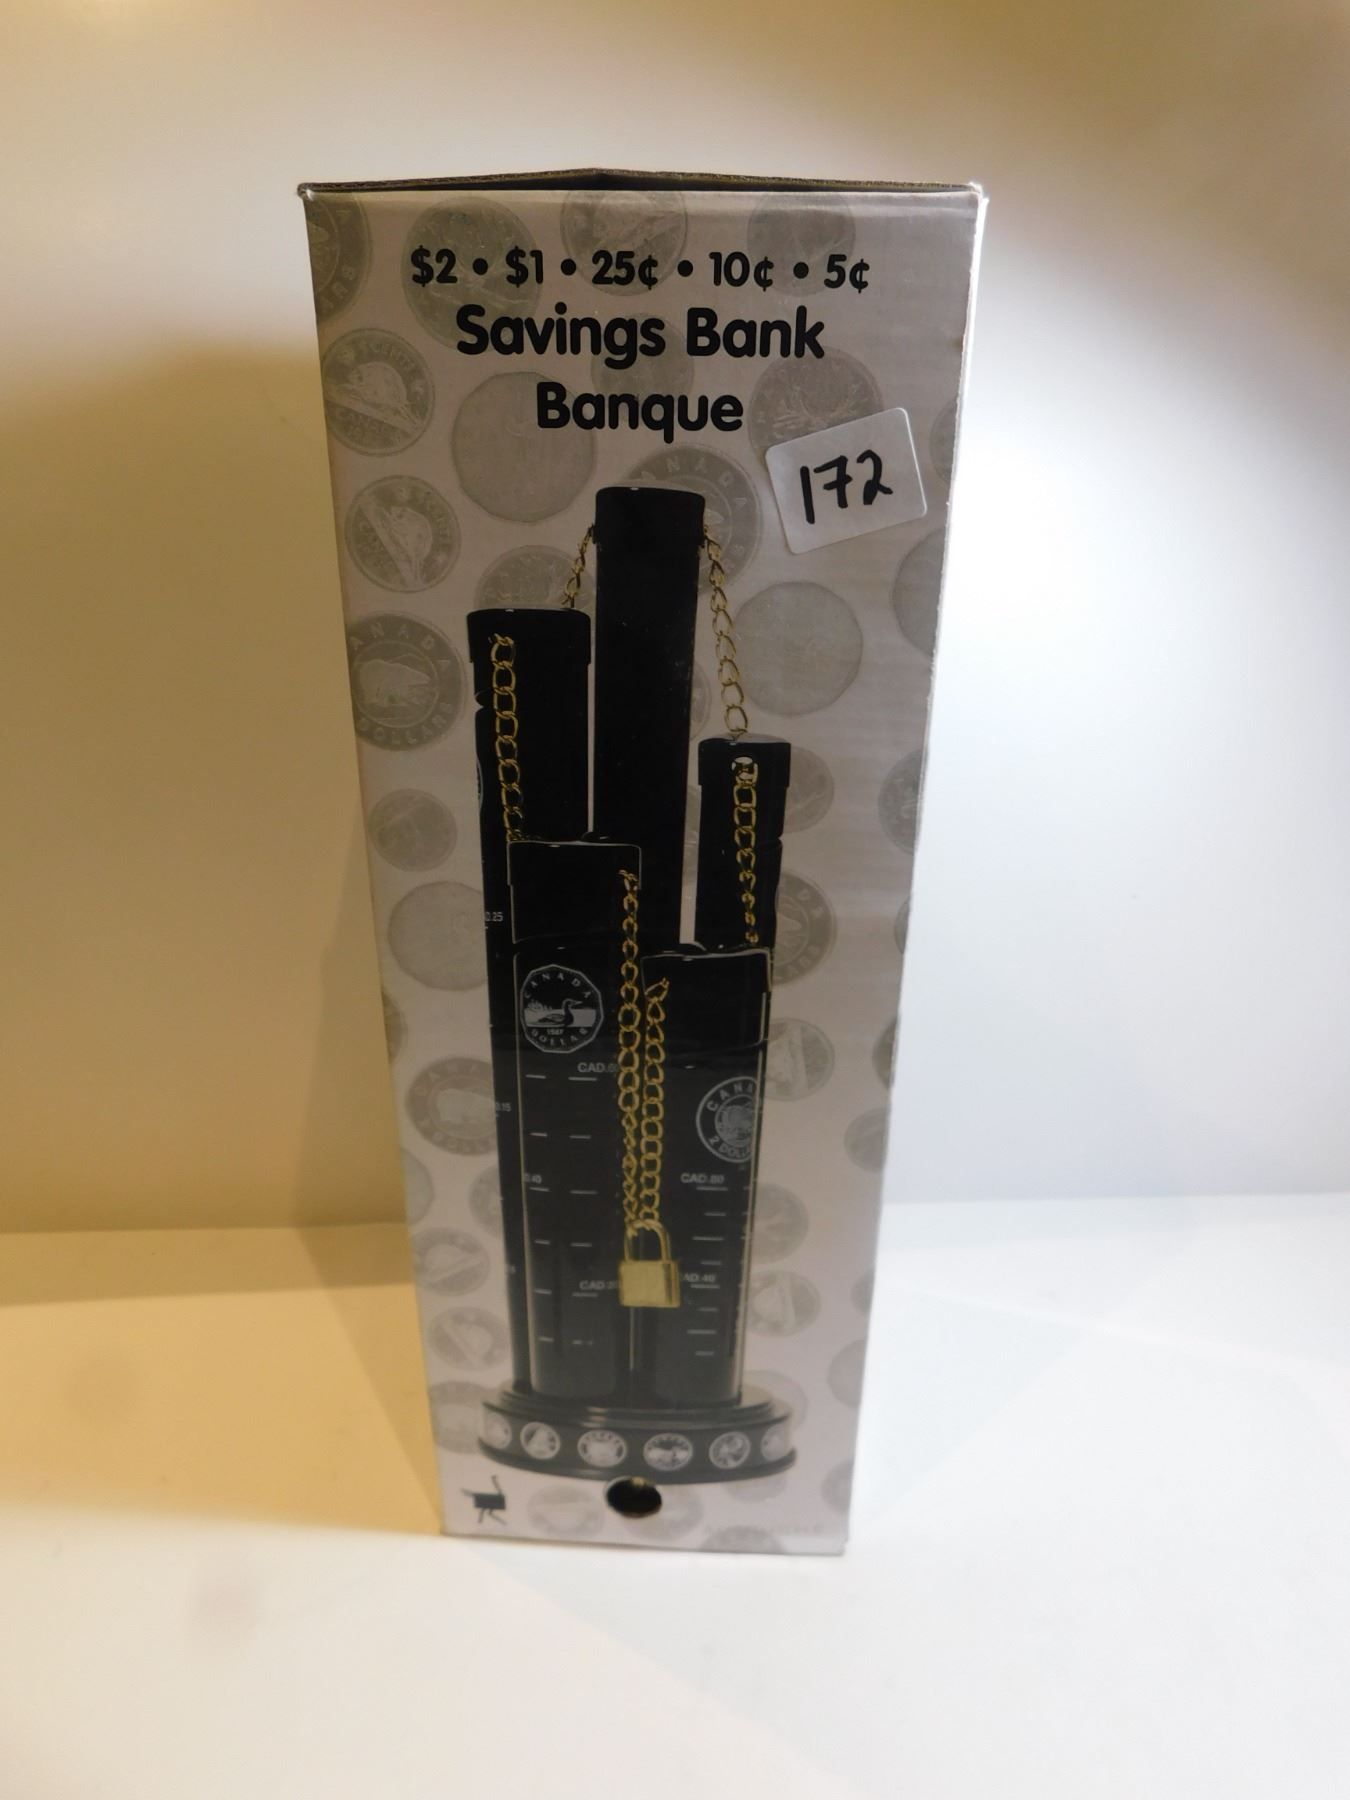 $2 • $1 • 25¢ • 10¢ • 5¢
Savings Bank
Banque
172
CANADA
DOLLARS
CANADA
1987
DOLLAR
CAD.60
CAD.80
CAD.20
CAD.40